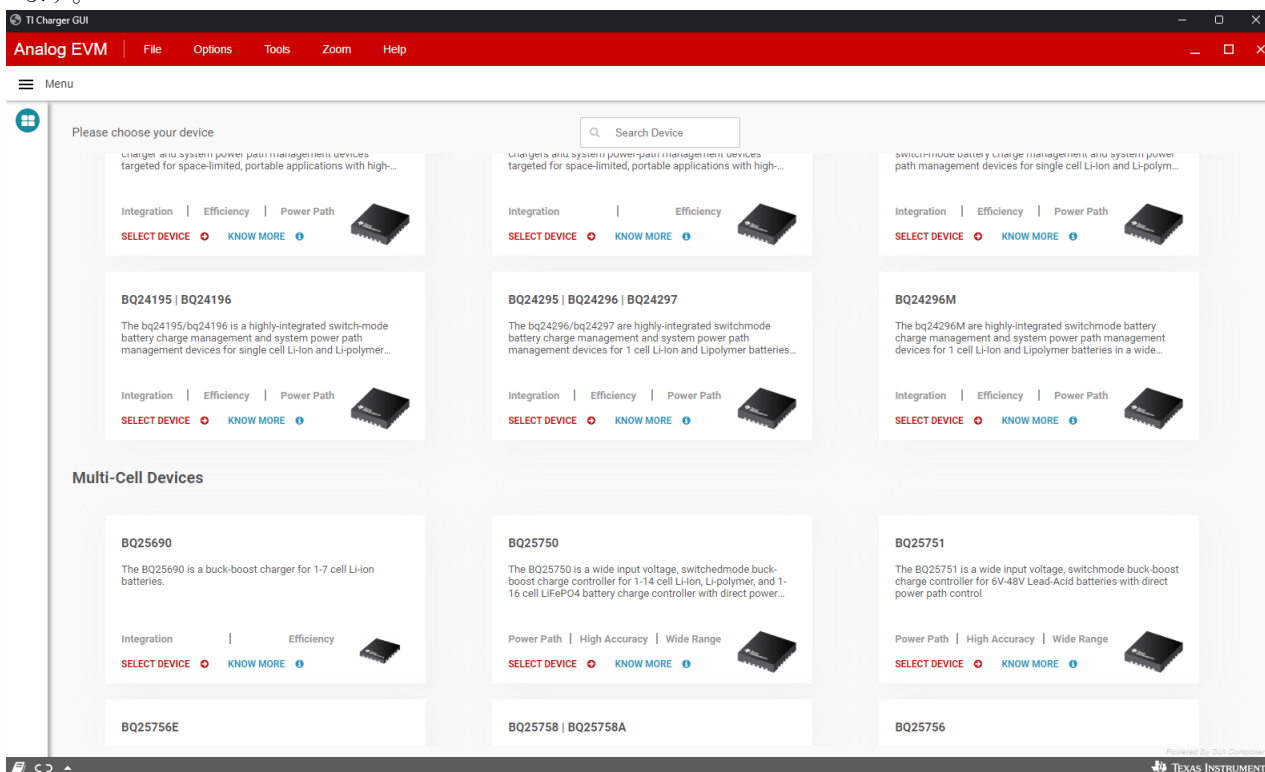 TI Charger GUI
Analog EVM File Options Tools Zoom Help
Menu
Please choose your device
Search Device
charger and system power path management devices
targeted for space-limited, portable applications with high-...
Integration | Efficiency | Power Path
SELECT DEVICE KNOW MORE
chargers and system power-path management devices
targeted for space-limited, portable applications with high-...
Integration | Efficiency
SELECT DEVICE KNOW MORE
switch-mode battery charge management and system power
path management devices for single cell Li-Ion and Li-polym...
Integration | Efficiency | Power Path
SELECT DEVICE KNOW MORE
BQ24195 | BQ24196
The bq24195/bq24196 is a highly-integrated switch-mode
battery charge management and system power path
management devices for single cell Li-Ion and Li-polymer...
Integration | Efficiency | Power Path
SELECT DEVICE KNOW MORE
BQ24295 | BQ24296 | BQ24297
The bq24296/bq24297 are highly-integrated switchmode
battery charge management and system power path
management devices for 1 cell Li-Ion and Lipolymer batteries...
Integration | Efficiency | Power Path
SELECT DEVICE KNOW MORE
BQ24296M
The bq24296M are highly-integrated switchmode battery
charge management and system power path management
devices for 1 cell Li-Ion and Lipolymer batteries in a wide...
Integration | Efficiency | Power Path
SELECT DEVICE KNOW MORE
Multi-Cell Devices
BQ25690
The BQ25690 is a buck-boost charger for 1-7 cell Li-ion
batteries.
Integration | Efficiency
SELECT DEVICE KNOW MORE
BQ25750
The BQ25750 is a wide input voltage, switchedmode buck-
boost charge controller for 1-14 cell Li-Ion, Li-polymer, and 1-
16 cell LiFePO4 battery charge controller with direct power...
Power Path | High Accuracy | Wide Range
SELECT DEVICE KNOW MORE
BQ25751
The BQ25751 is a wide input voltage, switchmode buck-boost
charge controller for 6V-48V Lead-Acid batteries with direct
power path control
Power Path | High Accuracy | Wide Range
SELECT DEVICE KNOW MORE
BQ25756E
BQ25758 | BQ25758A
BQ25756
Powered By GUI Composer
TEXAS INSTRUMENT